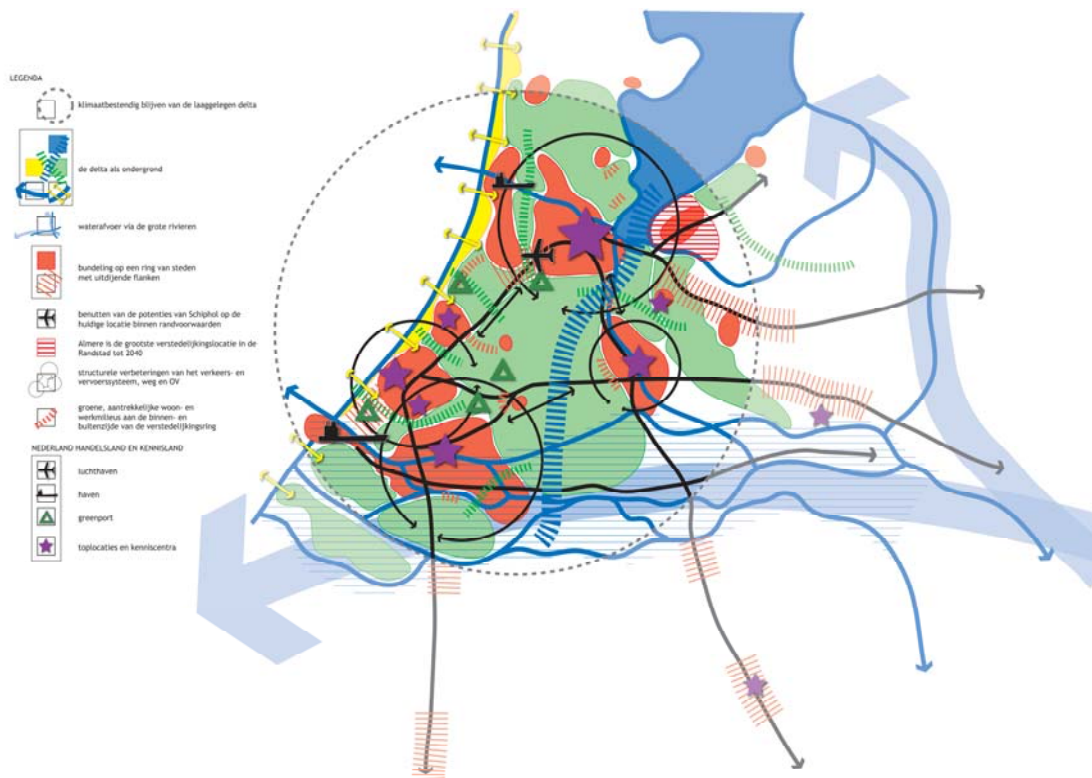 LEGENDA
klimaatbestendig blijven van de laaggelegen delta
de delta als ondergrond
waterafvoer via de grote rivieren
bundeling op een ring van steden
met uitdijende flanken
benutten van de potenties van Schiphol op de
huidige locatie binnen randvoorwaarden
Almere is de grootste verstedelijkingslocatie in de
Randstad tot 2040
structurele verbeteringen van het verkeers- en
vervoerssysteem, weg en OV
groene, aantrekkelijke woon- en
werkmilieus aan de binnen- en
buitenzijde van de verstedelijkingsring
NEDERLAND HANDELSLAND EN KENNISLAND
luchthaven
haven
greenport
toplocaties en kenniscentra